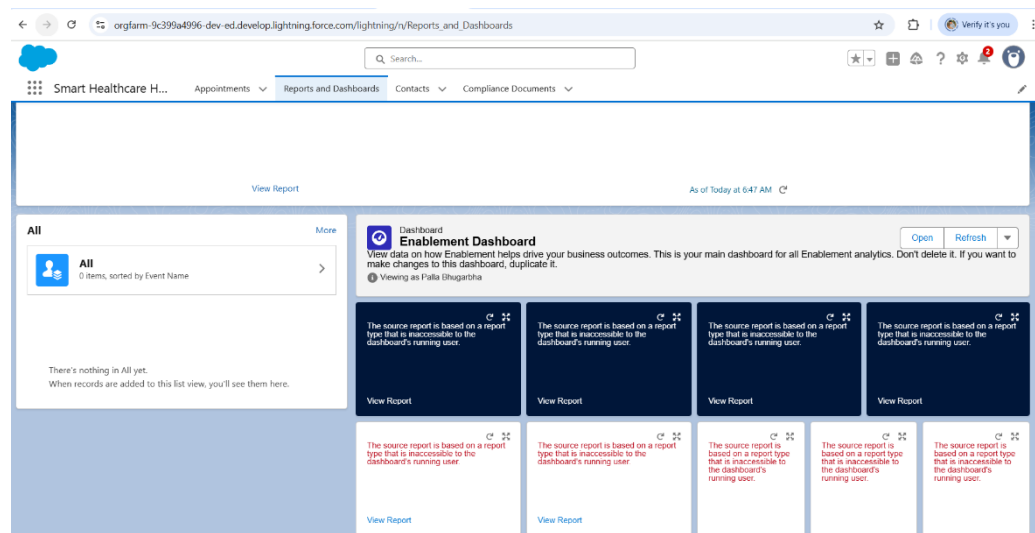 orgfarm-9c399a4996-dev-ed.develop.lightning.force.com/lightning/n/Reports_and_Dashboards
Verify it's you
Search...
2
Smart Healthcare H...
Appointments
Reports and Dashboards
Contacts
Compliance Documents
View Report
As of Today at 6:47 AM
All
More
All
0 items, sorted by Event Name
There's nothing in All yet.
When records are added to this list view, you'll see them here.
Dashboard
Enablement Dashboard
Open
Refresh
View data on how Enablement helps drive your business outcomes. This is your main dashboard for all Enablement analytics. Don't delete it. If you want to
make changes to this dashboard, duplicate it.
Viewing as Palla Bhugarbha
The source report is based on a report
type that is inaccessible to the
dashboard's running user.
View Report
The source report is based on a report
type that is inaccessible to the
dashboard's running user.
View Report
The source report is based on a report
type that is inaccessible to the
dashboard's running user.
View Report
The source report is based on a report
type that is inaccessible to the
dashboard's running user.
View Report
The source report is based on a report
type that is inaccessible to the
dashboard's running user.
View Report
The source report is based on a report
type that is inaccessible to the
dashboard's running user.
View Report
The source report is
based on a report type
that is inaccessible to
the dashboard's
running user.
The source report is
based on a report type
that is inaccessible to
the dashboard's
running user.
The source report is
based on a report type
that is inaccessible to
the dashboard's
running user.